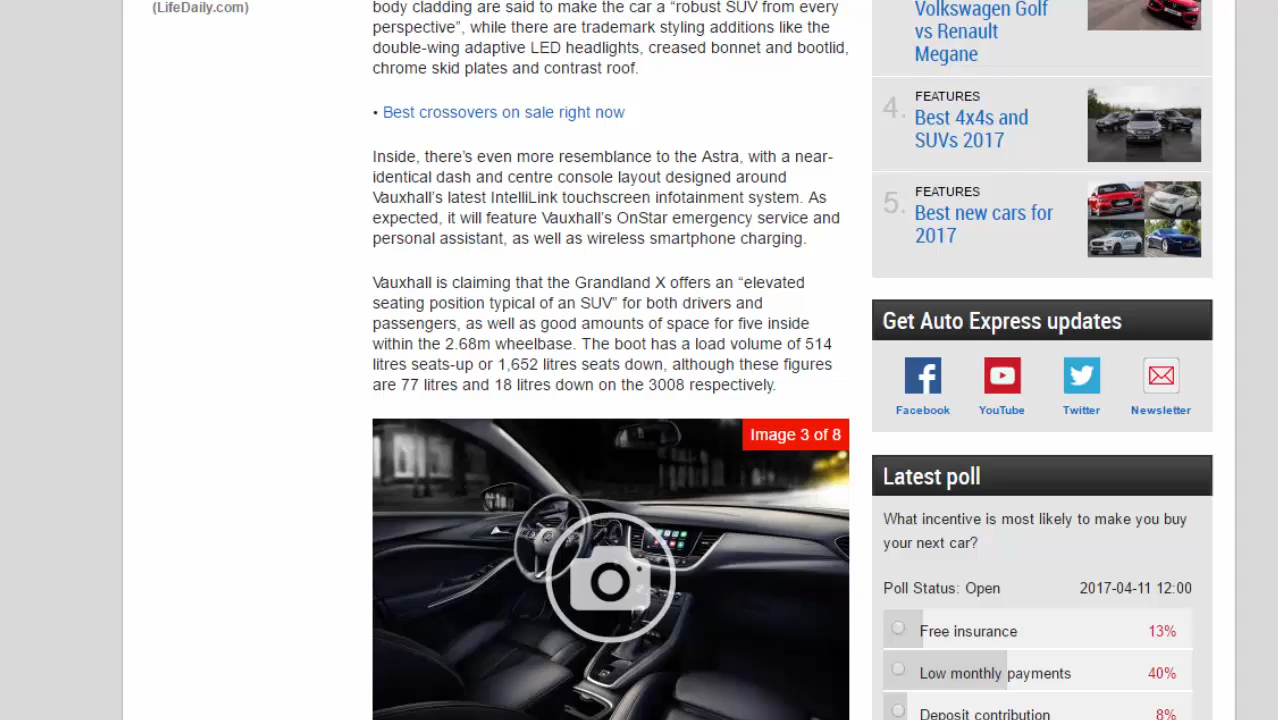 (LifeDaily.com)
body cladding are said to make the car a “robust SUV from every
perspective”, while there are trademark styling additions like the
double-wing adaptive LED headlights, creased bonnet and bootlid,
chrome skid plates and contrast roof.
• Best crossovers on sale right now
Inside, there’s even more resemblance to the Astra, with a near-
identical dash and centre console layout designed around
Vauxhall’s latest IntelliLink touchscreen infotainment system. As
expected, it will feature Vauxhall’s OnStar emergency service and
personal assistant, as well as wireless smartphone charging.
Vauxhall is claiming that the Grandland X offers an “elevated
seating position typical of an SUV” for both drivers and
passengers, as well as good amounts of space for five inside
within the 2.68m wheelbase. The boot has a load volume of 514
litres seats-up or 1,652 litres seats down, although these figures
are 77 litres and 18 litres down on the 3008 respectively.
Image 3 of 8
Volkswagen Golf
vs Renault
Megane
4.
FEATURES
Best 4x4s and
SUVs 2017
5.
FEATURES
Best new cars for
2017
Get Auto Express updates
Facebook YouTube Twitter Newsletter
Latest poll
What incentive is most likely to make you buy
your next car?
Poll Status: Open 2017-04-11 12:00
Free insurance 13%
Low monthly payments 40%
Deposit contribution 8%